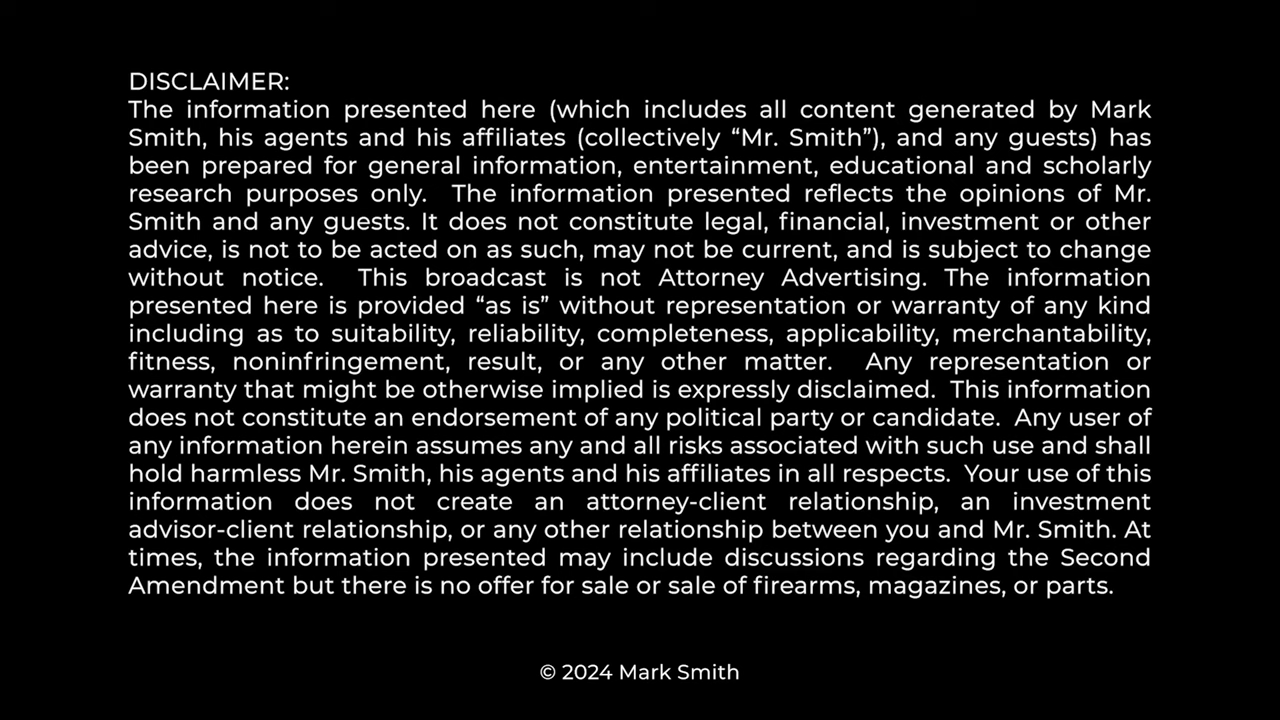 DISCLAIMER:
The information presented here (which includes all content generated by Mark
Smith, his agents and his affiliates (collectively “Mr. Smith”), and any guests) has
been prepared for general information, entertainment, educational and scholarly
research purposes only.  The information presented reflects the opinions of Mr.
Smith and any guests. It does not constitute legal, financial, investment or other
advice, is not to be acted on as such, may not be current, and is subject to change
without notice.  This broadcast is not Attorney Advertising. The information
presented here is provided “as is” without representation or warranty of any kind
including as to suitability, reliability, completeness, applicability, merchantability,
fitness, noninfringement, result, or any other matter.  Any representation or
warranty that might be otherwise implied is expressly disclaimed.  This information
does not constitute an endorsement of any political party or candidate.  Any user of
any information herein assumes any and all risks associated with such use and shall
hold harmless Mr. Smith, his agents and his affiliates in all respects.  Your use of this
information does not create an attorney-client relationship, an investment
advisor-client relationship, or any other relationship between you and Mr. Smith. At
times, the information presented may include discussions regarding the Second
Amendment but there is no offer for sale or sale of firearms, magazines, or parts.
© 2024 Mark Smith